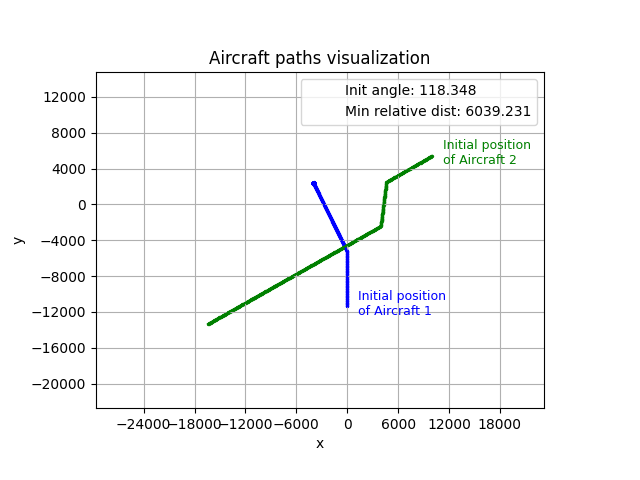 Aircraft paths visualization
Init angle: 118.348
Min relative dist: 6039.231
Initial position
of Aircraft 2
Initial position
of Aircraft 1
12000
8000
4000
0
−4000
−8000
−12000
−16000
−20000
y
−24000 −18000 −12000 −6000 0 6000 12000 18000
x